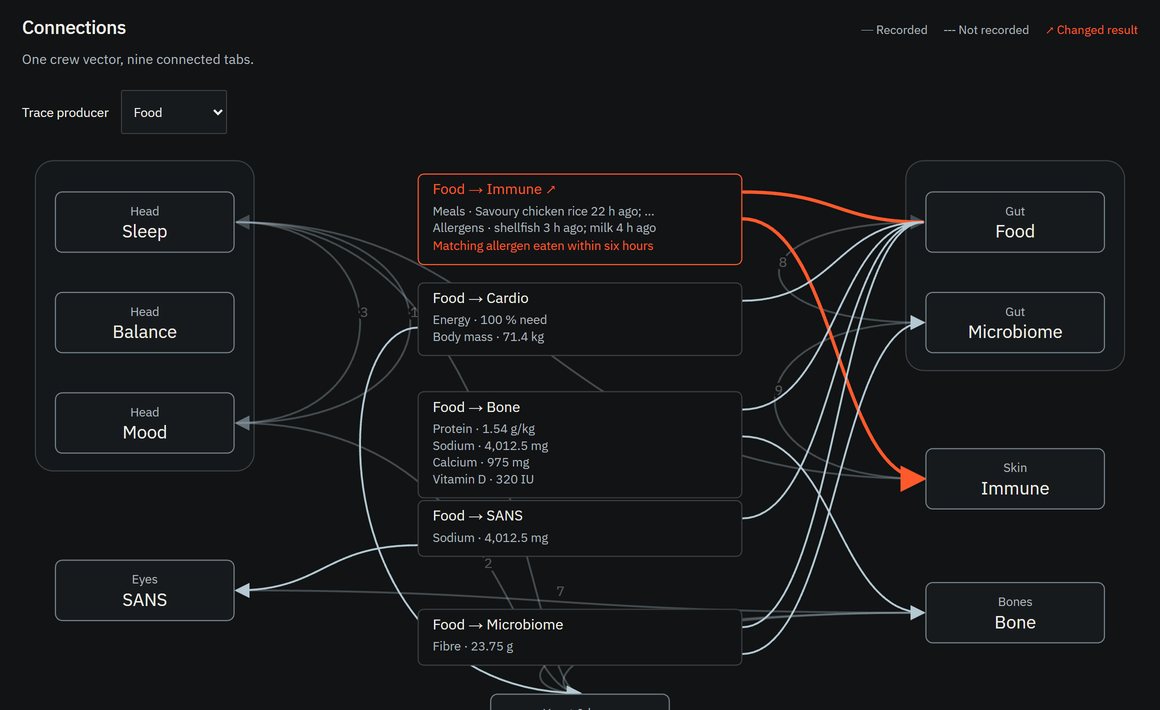 Connections
— Recorded --- Not recorded ↗ Changed result
One crew vector, nine connected tabs.
Trace producer Food
Head
Sleep
Head
Balance
Head
Mood
Eyes
SANS
3
1
Food → Immune ↗
Meals · Savoury chicken rice 22 h ago; ...
Allergens · shellfish 3 h ago; milk 4 h ago
Matching allergen eaten within six hours
Food → Cardio
Energy · 100 % need
Body mass · 71.4 kg
Food → Bone
Protein · 1.54 g/kg
Sodium · 4,012.5 mg
Calcium · 975 mg
Vitamin D · 320 IU
Food → SANS
Sodium · 4,012.5 mg
2
7
Food → Microbiome
Fibre · 23.75 g
8
9
Gut
Food
Gut
Microbiome
Skin
Immune
Bones
Bone